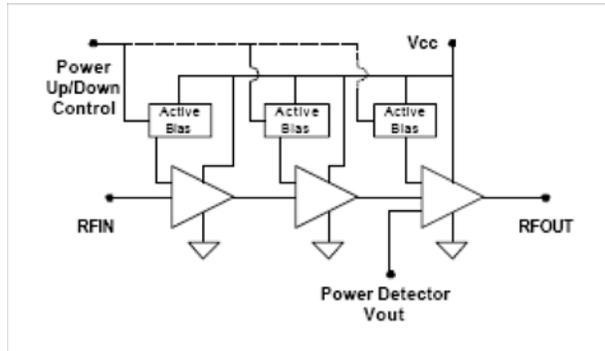 Power
Up/Down
Control
Vcc
Active
Bias
Active
Bias
Active
Bias
RFIN
RFOUT
Power Detector
Vout